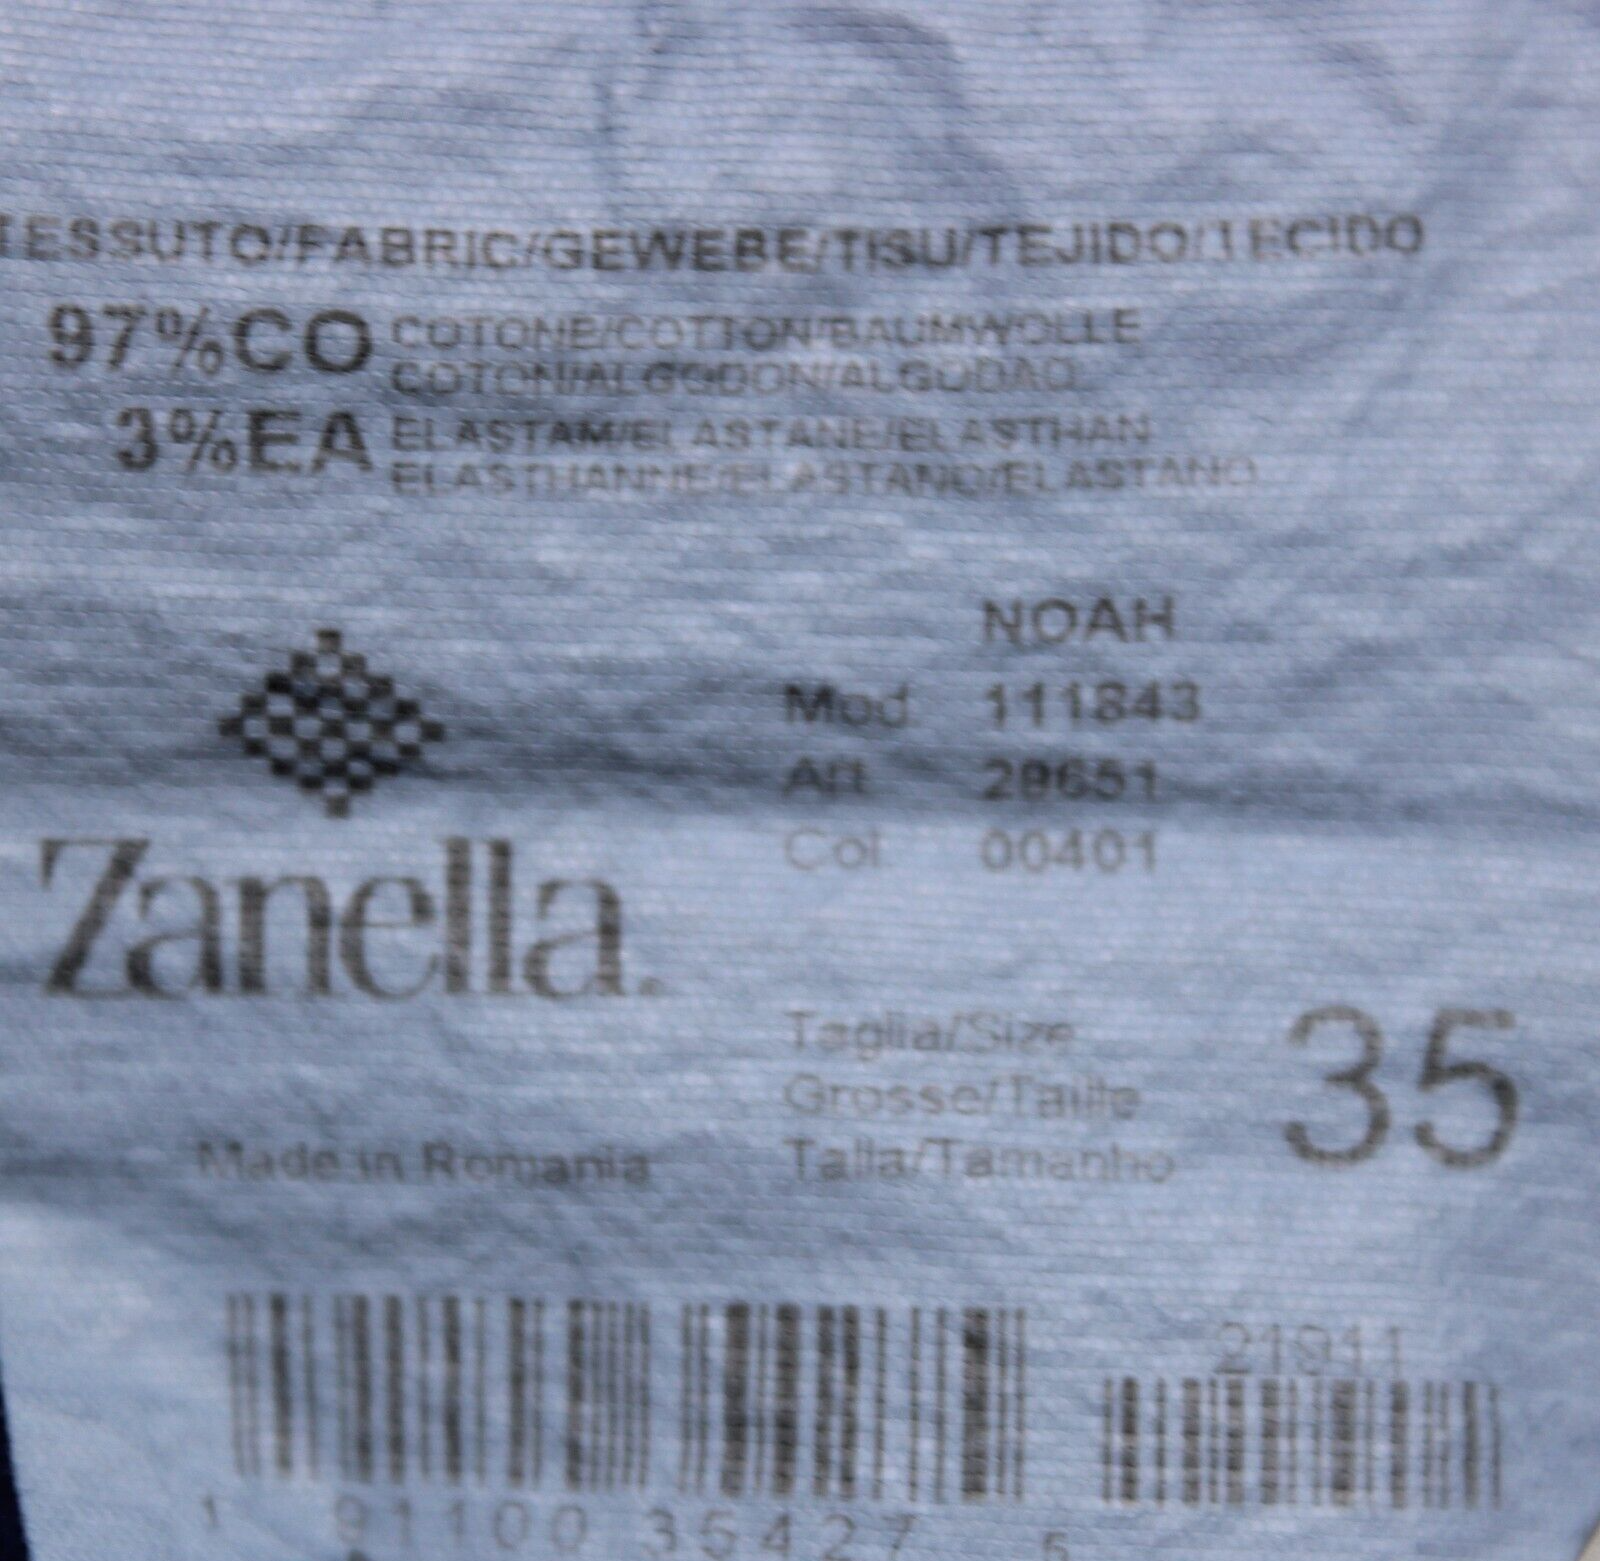 TESSUTO/FABRIC/GEWEBE/TISU/TEJIDO/TECIDO
97%CO COTONE/COTTON/BAUMWOLLE
COTON/ALGODON/ALGODAO
3%EA ELASTAM/ELASTANE/ELASTHAN
ELASTHANNE/ELASTANO/ELASTANO
NOAH
Mod 111843
Art 28651
Col 00401
Zanella.
Taglia/Size
Grosse/Taille
Talla/Tamanho
35
Made in Romania
21911
1 91100 35427 5